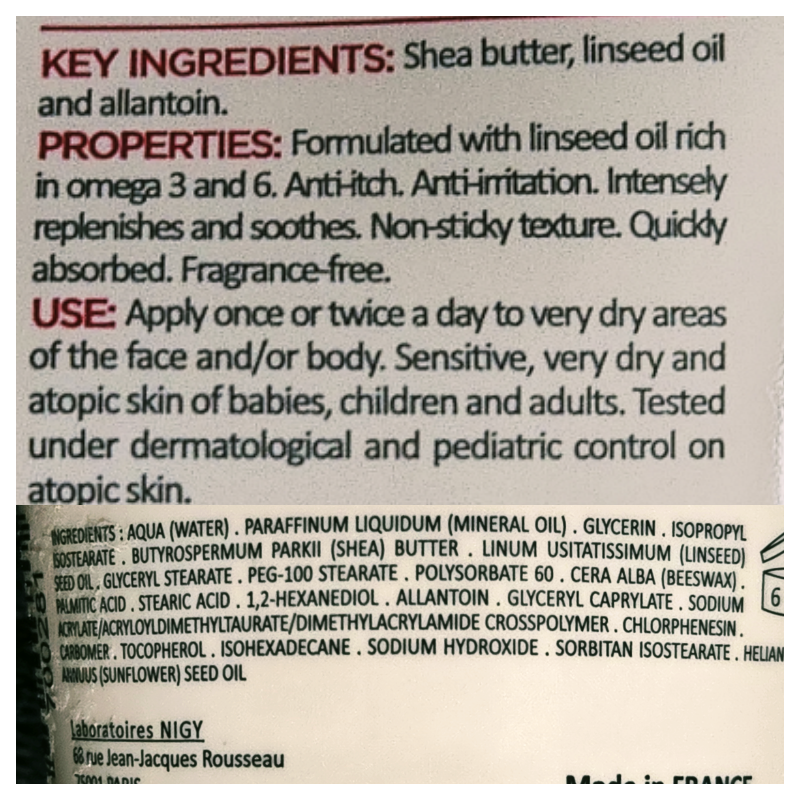 KEY INGREDIENTS: Shea butter, linseed oil
and allantoin.
PROPERTIES: Formulated with linseed oil rich
in omega 3 and 6. Anti-itch. Anti-irritation. Intensely
replenishes and soothes. Non-sticky texture. Quickly
absorbed. Fragrance-free.
USE: Apply once or twice a day to very dry areas
of the face and/or body. Sensitive, very dry and
atopic skin of babies, children and adults. Tested
under dermatological and pediatric control on
atopic skin.
INGREDIENTS : AQUA (WATER) . PARAFFINUM LIQUIDUM (MINERAL OIL) . GLYCERIN . ISOPROPYL
ISOSTEARATE . BUTYROSPERMUM PARKII (SHEA) BUTTER . LINUM USITATISSIMUM (LINSEED)
SEED OIL . GLYCERYL STEARATE . PEG-100 STEARATE . POLYSORBATE 60 . CERA ALBA (BEESWAX) .
PALMITIC ACID . STEARIC ACID . 1,2-HEXANEDIOL . ALLANTOIN . GLYCERYL CAPRYLATE . SODIUM
ACRYLATE/ACRYLOYLDIMETHYLTAURATE/DIMETHYLACRYLAMIDE CROSSPOLYMER . CHLORPHENESIN .
CARBOMER . TOCOPHEROL . ISOHEXADECANE . SODIUM HYDROXIDE . SORBITAN ISOSTEARATE . HELIAN
ANNUUS (SUNFLOWER) SEED OIL
6
Laboratoires NIGY
68 rue Jean-Jacques Rousseau
75001 PARIS
Made in FRANCE